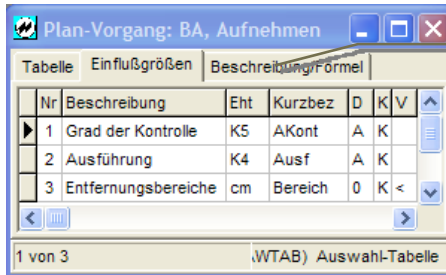 Plan-Vorgang: BA, Aufnehmen
Tabelle Einflußgrößen Beschreibung/Formel
Nr Beschreibung Eht Kurzbez D K V
1 Grad der Kontrolle K5 AKont A K
2 Ausführung K4 Ausf A K
3 Entfernungsbereiche cm Bereich 0 K <
1 von 3 .WTAB) Auswahl-Tabelle